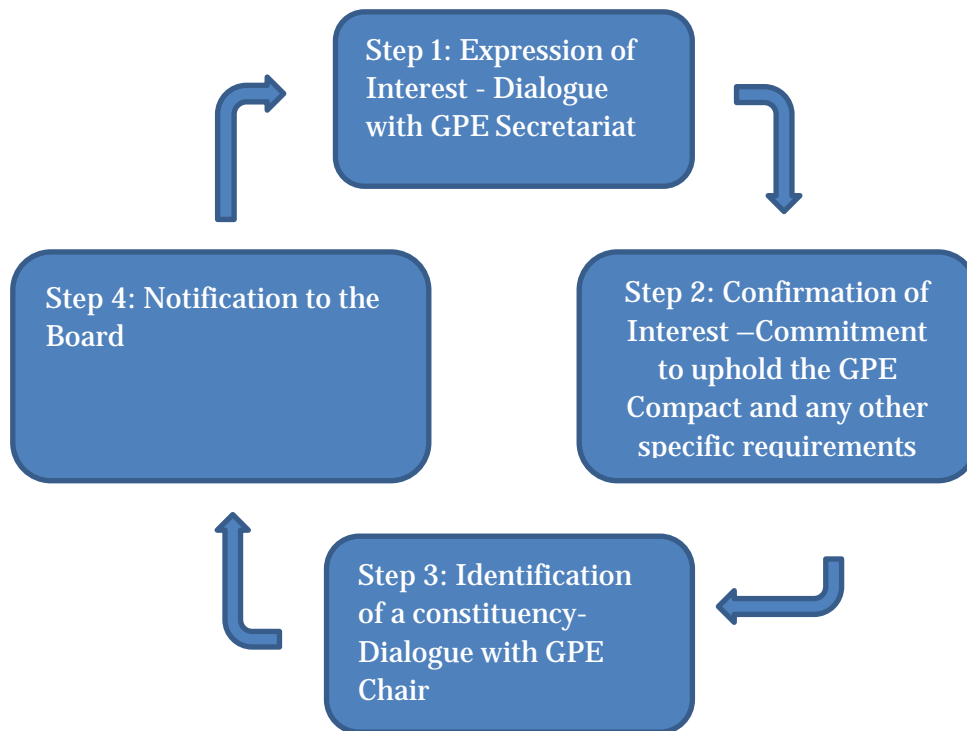 Step 1: Expression of
Interest - Dialogue
with GPE Secretariat
Step 2: Confirmation of
Interest –Commitment
to uphold the GPE
Compact and any other
specific requirements
Step 3: Identification
of a constituency-
Dialogue with GPE
Chair
Step 4: Notification to the
Board